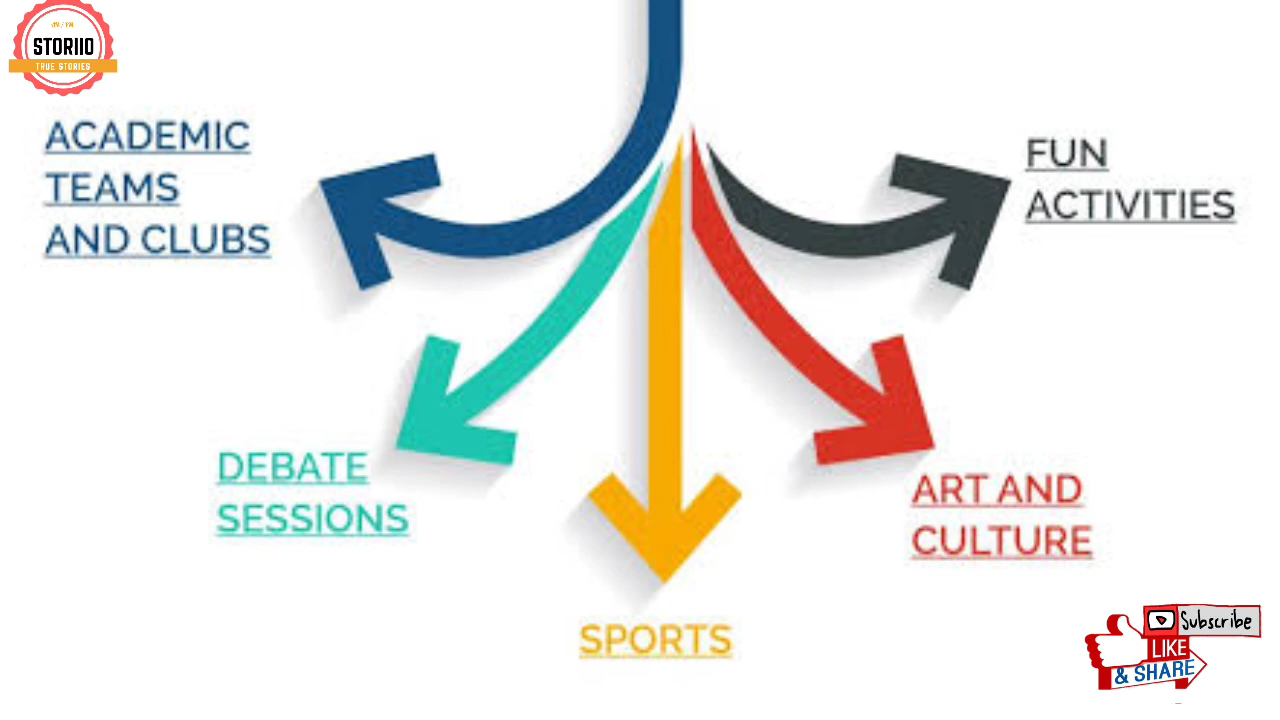 STORIIO
TRUE STORIES
ACADEMIC
TEAMS
AND CLUBS
FUN
ACTIVITIES
DEBATE
SESSIONS
ART AND
CULTURE
SPORTS
Subscribe
LIKE
& SHARE